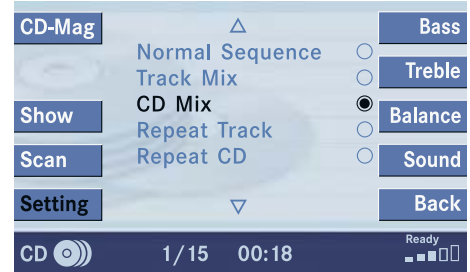 CD-Mag
Bass
Normal Sequence
Track Mix
Treble
CD Mix
Show
Balance
Repeat Track
Scan
Repeat CD
Sound
Setting
Back
CD
1/15 00:18
Ready